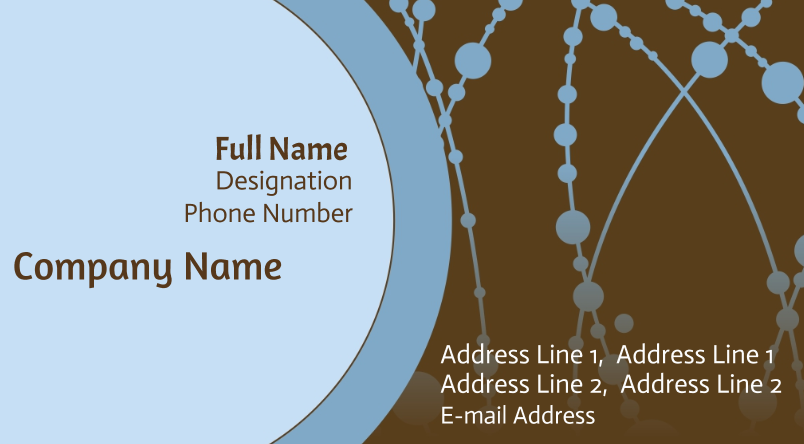 Full Name
Designation
Phone Number
Company Name
Address Line 1,  Address Line 1
Address Line 2,  Address Line 2
E-mail Address